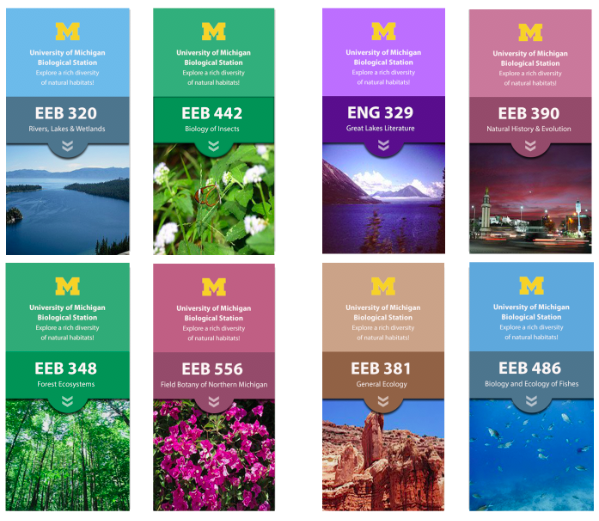 M
University of Michigan
Biological Station
Explore a rich diversity
of natural habitats!
EEB 320
Rivers, Lakes & Wetlands
M
University of Michigan
Biological Station
Explore a rich diversity
of natural habitats!
EEB 442
Biology of Insects
M
University of Michigan
Biological Station
Explore a rich diversity
of natural habitats!
ENG 329
Great Lakes Literature
M
University of Michigan
Biological Station
Explore a rich diversity
of natural habitats!
EEB 390
Natural History & Evolution
M
University of Michigan
Biological Station
Explore a rich diversity
of natural habitats!
EEB 348
Forest Ecosystems
M
University of Michigan
Biological Station
Explore a rich diversity
of natural habitats!
EEB 556
Field Botany of Northern Michigan
M
University of Michigan
Biological Station
Explore a rich diversity
of natural habitats!
EEB 381
General Ecology
M
University of Michigan
Biological Station
Explore a rich diversity
of natural habitats!
EEB 486
Biology and Ecology of Fishes